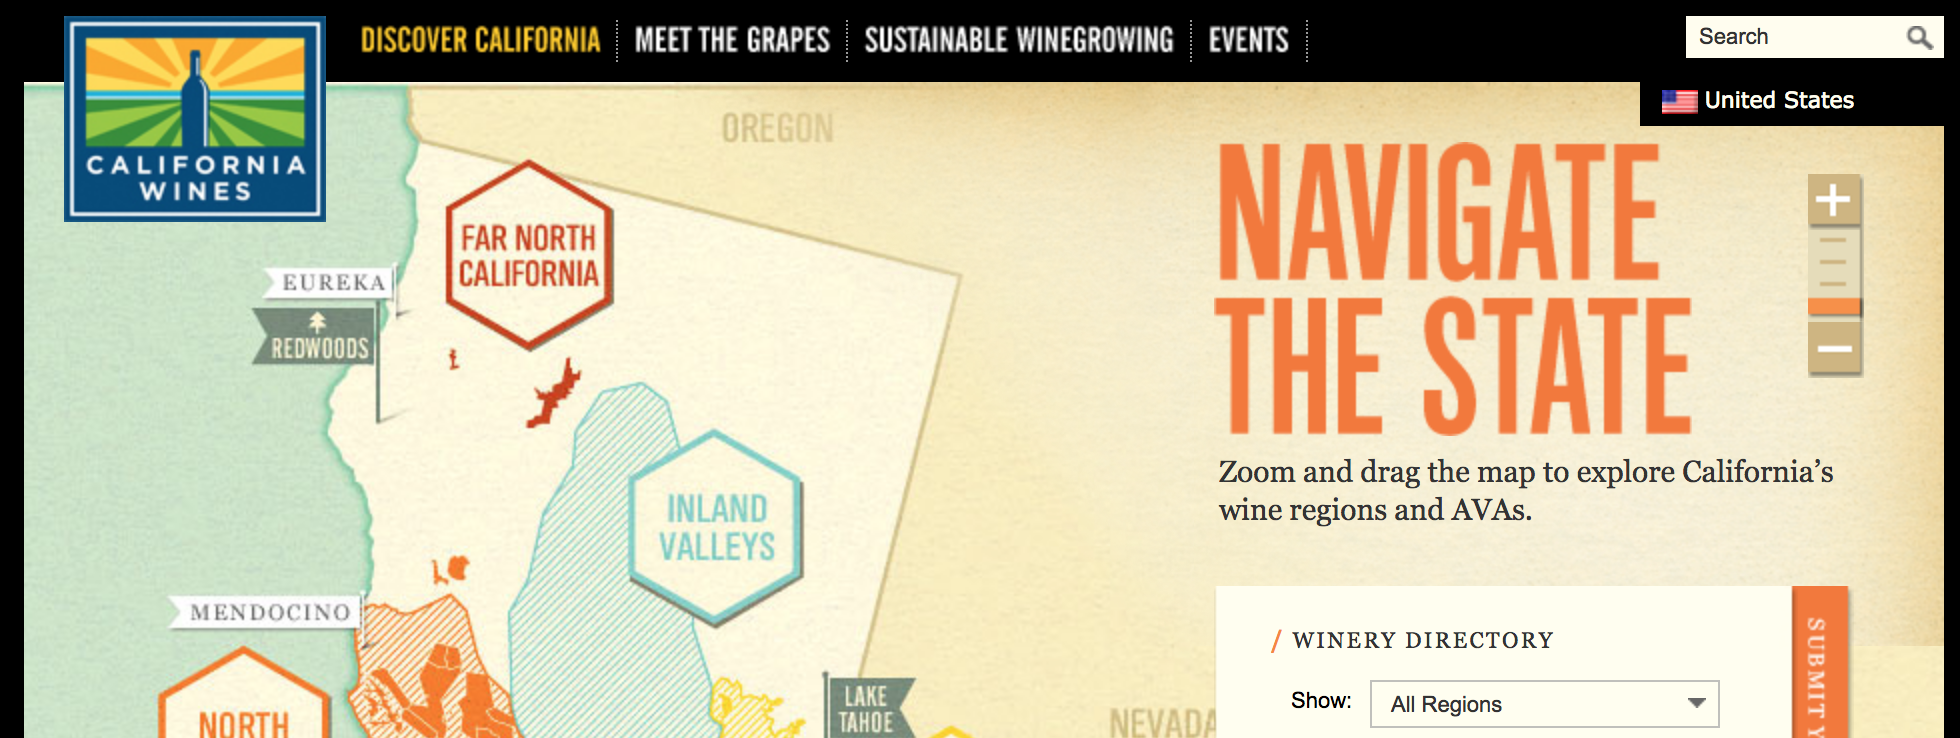 DISCOVER CALIFORNIA
MEET THE GRAPES
SUSTAINABLE WINEGROWING
EVENTS
Search
United States
CALIFORNIA
WINES
OREGON
NAVIGATE
THE STATE
Zoom and drag the map to explore California’s
wine regions and AVAs.
FAR NORTH
CALIFORNIA
EUREKA
REDWOODS
INLAND
VALLEYS
MENDOCINO
NORTH
LAKE
TAHOE
NEVADA
/ WINERY DIRECTORY
Show:
All Regions
SUBMIT Y